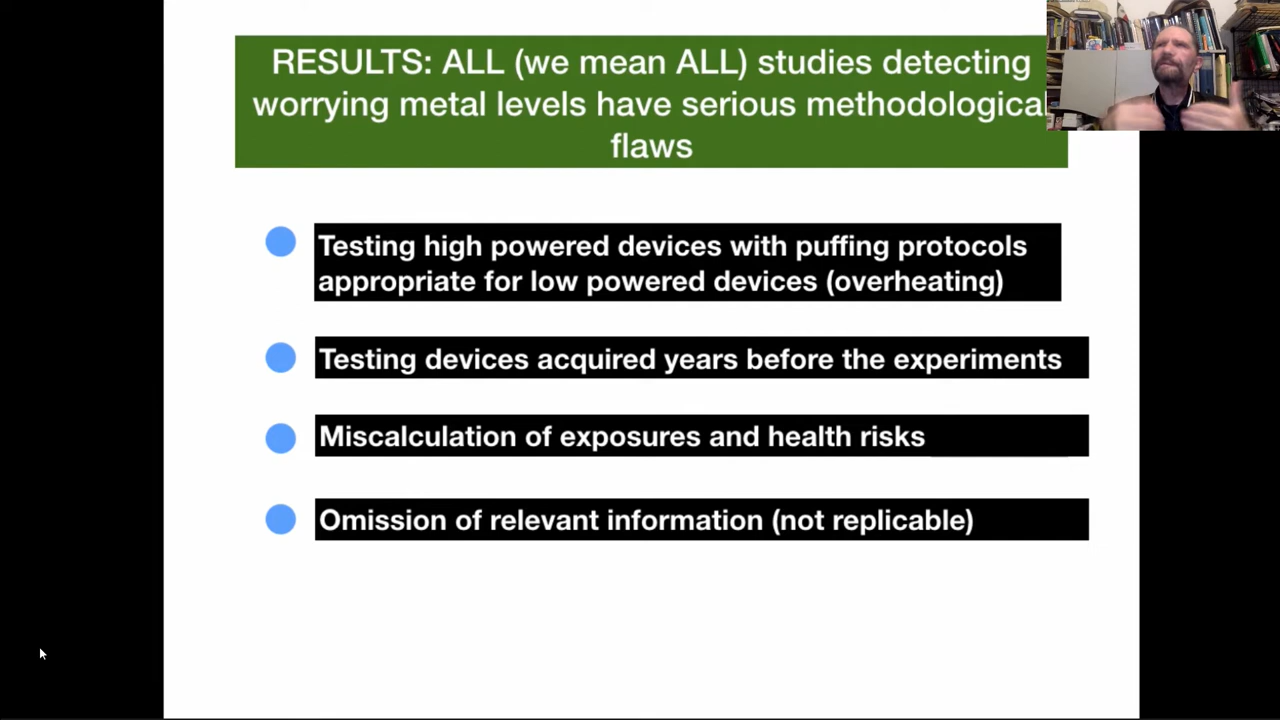 RESULTS: ALL (we mean ALL) studies detecting
worrying metal levels have serious methodological
flaws
Testing high powered devices with puffing protocols
appropriate for low powered devices (overheating)
Testing devices acquired years before the experiments
Miscalculation of exposures and health risks
Omission of relevant information (not replicable)